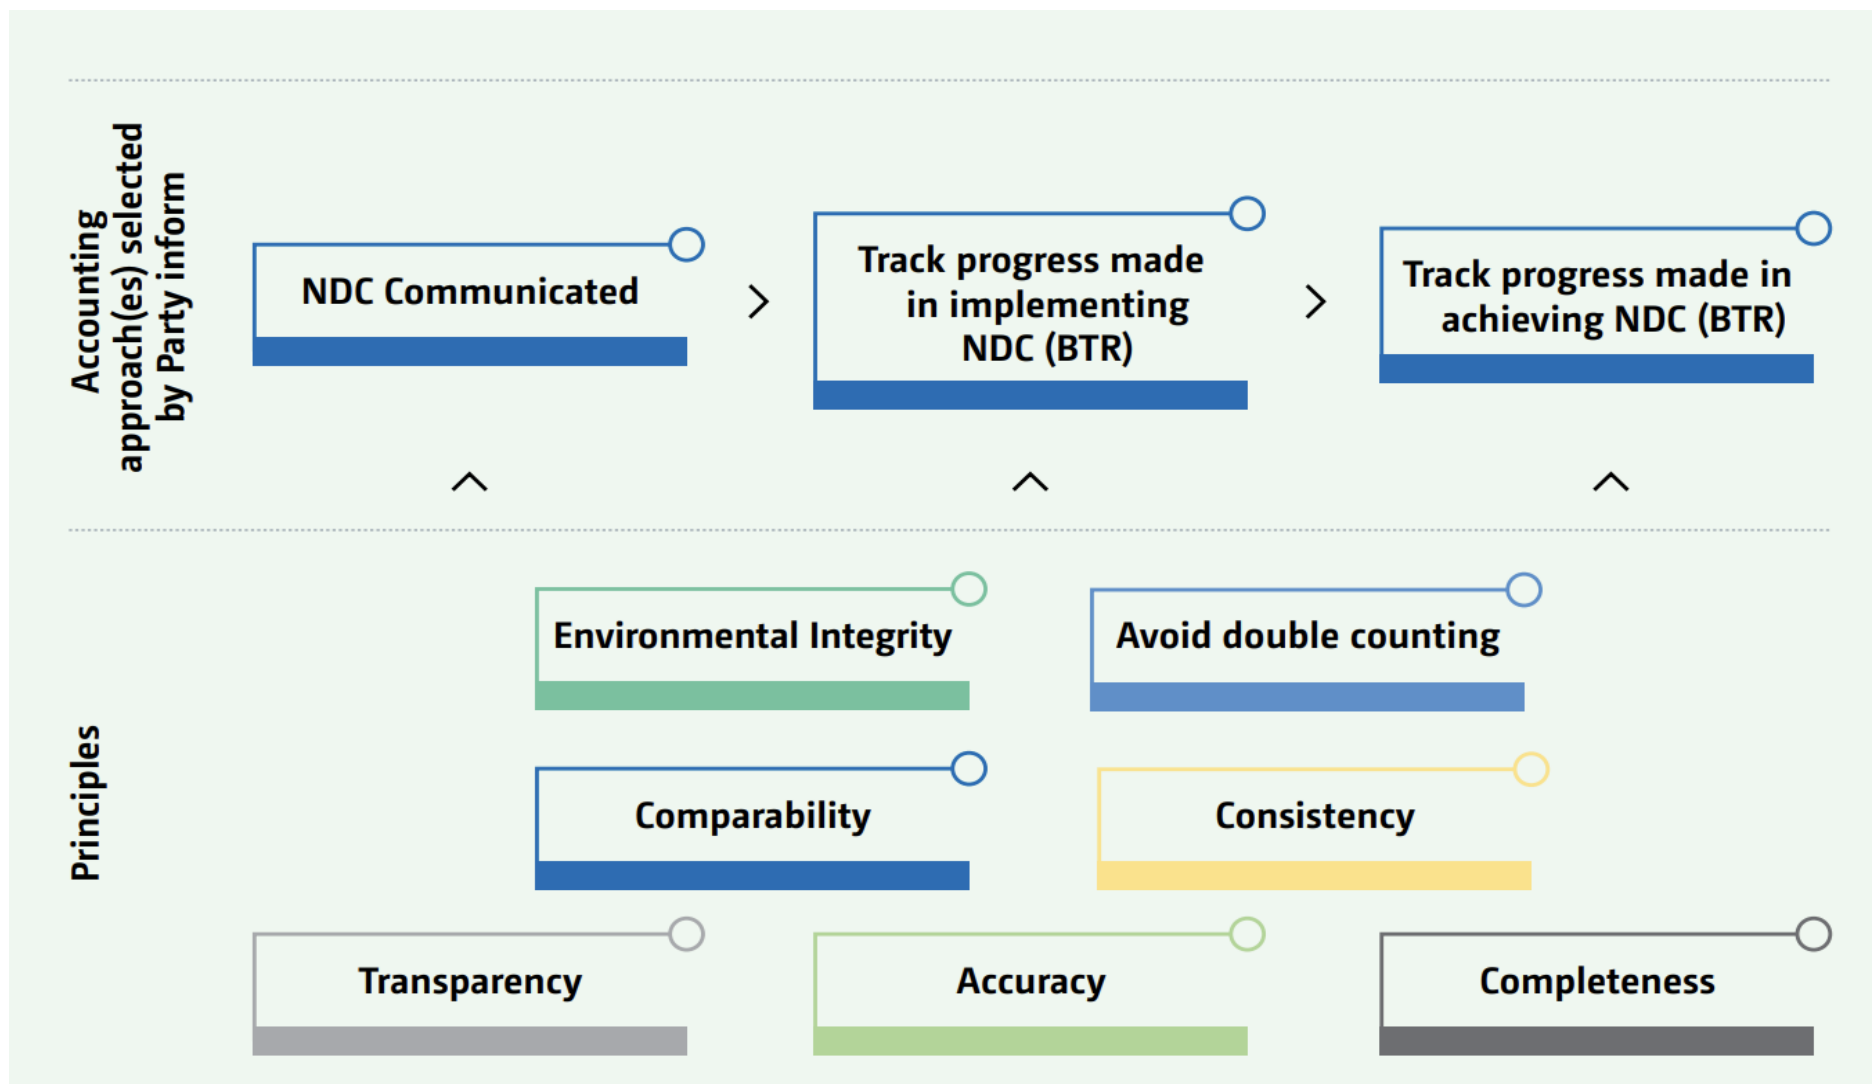 Accounting
approach(es) selected
by Party inform
NDC Communicated
>
Track progress made
in implementing
NDC (BTR)
>
Track progress made in
achieving NDC (BTR)
Principles
Environmental Integrity
Avoid double counting
Comparability
Consistency
Transparency
Accuracy
Completeness